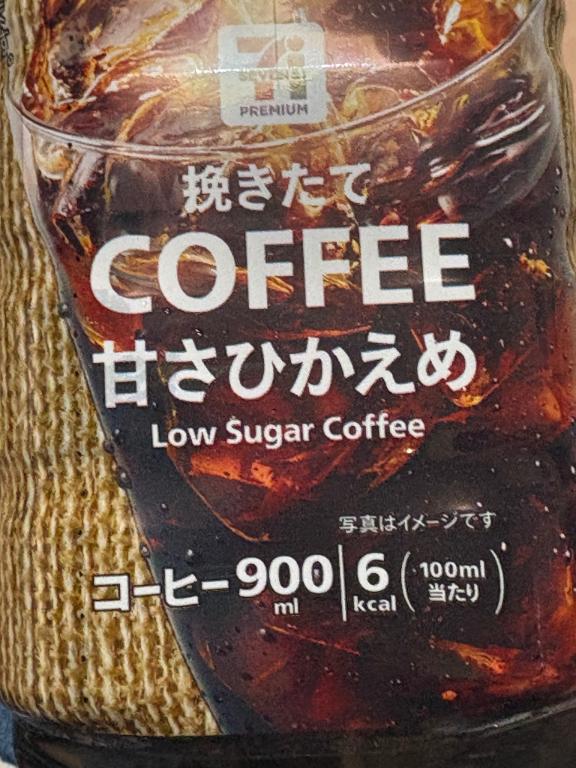 7i
PREMIUM
挽きたて
COFFEE
甘さひかえめ
Low Sugar Coffee
写真はイメージです
コーヒー 900 ml 6 kcal (100ml 当たり)